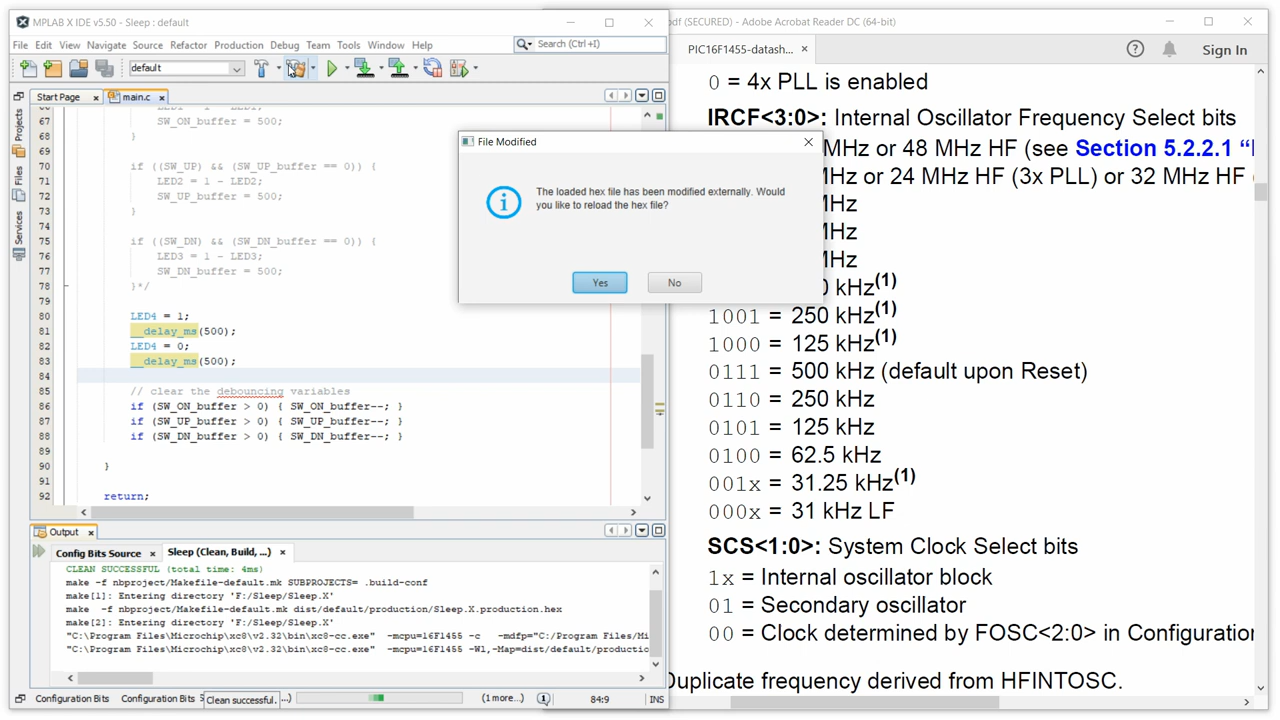 MPLAB X IDE v5.50 - Sleep : default
File Edit View Navigate Source Refactor Production Debug Team Tools Window Help
Search (Ctrl+I)
default
Start Page
main.c
Projects
Files
Services
67 SW_ON_buffer = 500;
68 }
69
70 if ((SW_UP) && (SW_UP_buffer == 0)) {
71 LED2 = 1 - LED2;
72 SW_UP_buffer = 500;
73 }
74
75 if ((SW_DN) && (SW_DN_buffer == 0)) {
76 LED3 = 1 - LED3;
77 SW_DN_buffer = 500;
78 }*/
79
80 LED4 = 1;
81 __delay_ms(500);
82 LED4 = 0;
83 __delay_ms(500);
84
85 // clear the debouncing variables
86 if (SW_ON_buffer > 0) { SW_ON_buffer--; }
87 if (SW_UP_buffer > 0) { SW_UP_buffer--; }
88 if (SW_DN_buffer > 0) { SW_DN_buffer--; }
89
90 }
91
92 return;
Output
Config Bits Source
Sleep (Clean, Build, ...)
CLEAN SUCCESSFUL (total time: 4ms)
make -f nbproject/Makefile-default.mk SUBPROJECTS= .build-conf
make[1]: Entering directory 'F:/Sleep/Sleep.X'
make  -f nbproject/Makefile-default.mk dist/default/production/Sleep.X.production.hex
make[2]: Entering directory 'F:/Sleep/Sleep.X'
"C:\Program Files\Microchip\xc8\v2.32\bin\xc8-cc.exe"  -mcpu=16F1455 -c   -mdfp="C:/Program Files/Mi
"C:\Program Files\Microchip\xc8\v2.32\bin\xc8-cc.exe"  -mcpu=16F1455 -Wl,-Map=dist/default/productio
Configuration Bits
Configuration Bits
Clean successful.
...)
(1 more...)
84:9
INS
File Modified
The loaded hex file has been modified externally. Would
you like to reload the hex file?
Yes
No
df (SECURED) - Adobe Acrobat Reader DC (64-bit)
PIC16F1455-datash...
Sign In
0 = 4x PLL is enabled
IRCF<3:0>: Internal Oscillator Frequency Select bits
MHz or 48 MHz HF (see Section 5.2.2.1 “
MHz or 24 MHz HF (3x PLL) or 32 MHz HF
MHz
MHz
MHz
kHz(1)
1001 = 250 kHz(1)
1000 = 125 kHz(1)
0111 = 500 kHz (default upon Reset)
0110 = 250 kHz
0101 = 125 kHz
0100 = 62.5 kHz
001x = 31.25 kHz(1)
000x = 31 kHz LF
SCS<1:0>: System Clock Select bits
1x = Internal oscillator block
01 = Secondary oscillator
00 = Clock determined by FOSC<2:0> in Configuration
Duplicate frequency derived from HFINTOSC.